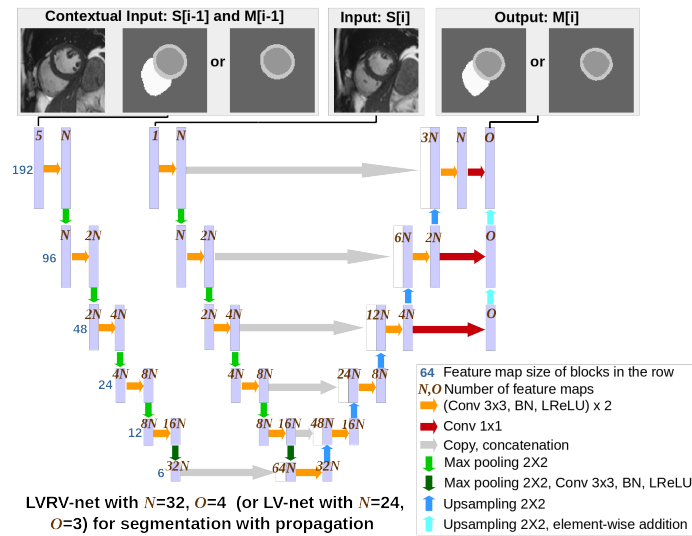 Contextual Input: S[i-1] and M[i-1]
Input: S[i]
Output: M[i]
or
or
5 N
1 N
3N N O
192
N 2N
N 2N
6N 2N O
96
2N 4N
2N 4N
12N 4N O
48
4N 8N
4N 8N
24N 8N
24
8N 16N
8N 16N
48N 16N
12
32N
64N 32N
6
64 Feature map size of blocks in the row
N,O Number of feature maps
(Conv 3x3, BN, LReLU) x 2
Conv 1x1
Copy, concatenation
Max pooling 2X2
Max pooling 2X2, Conv 3x3, BN, LReLU
Upsampling 2X2
Upsampling 2X2, element-wise addition
LVRV-net with N=32, O=4 (or LV-net with N=24,
O=3) for segmentation with propagation